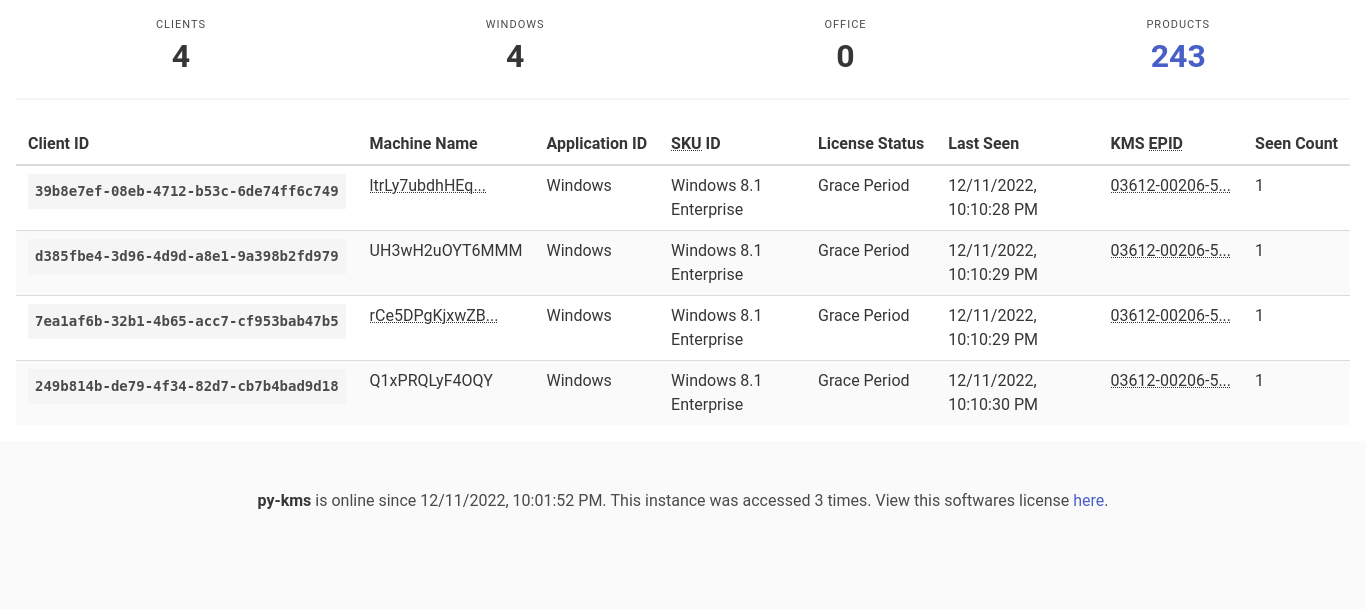 CLIENTS WINDOWS OFFICE PRODUCTS
4 4 0 243
Client ID Machine Name Application ID SKU ID License Status Last Seen KMS EPID Seen Count
39b8e7ef-08eb-4712-b53c-6de74ff6c749 ItrLy7ubdhHEq... Windows Windows 8.1 Grace Period 12/11/2022, 03612-00206-5... 1
Enterprise 10:10:28 PM
d385fbe4-3d96-4d9d-a8e1-9a398b2fd979 UH3wH2uOYT6MMM Windows Windows 8.1 Grace Period 12/11/2022, 03612-00206-5... 1
Enterprise 10:10:29 PM
7ea1af6b-32b1-4b65-acc7-cf953bab47b5 rCe5DPgKjxwZB... Windows Windows 8.1 Grace Period 12/11/2022, 03612-00206-5... 1
Enterprise 10:10:29 PM
249b814b-de79-4f34-82d7-cb7b4bad9d18 Q1xPRQLyF4OQY Windows Windows 8.1 Grace Period 12/11/2022, 03612-00206-5... 1
Enterprise 10:10:30 PM
py-kms is online since 12/11/2022, 10:01:52 PM. This instance was accessed 3 times. View this softwares license here.